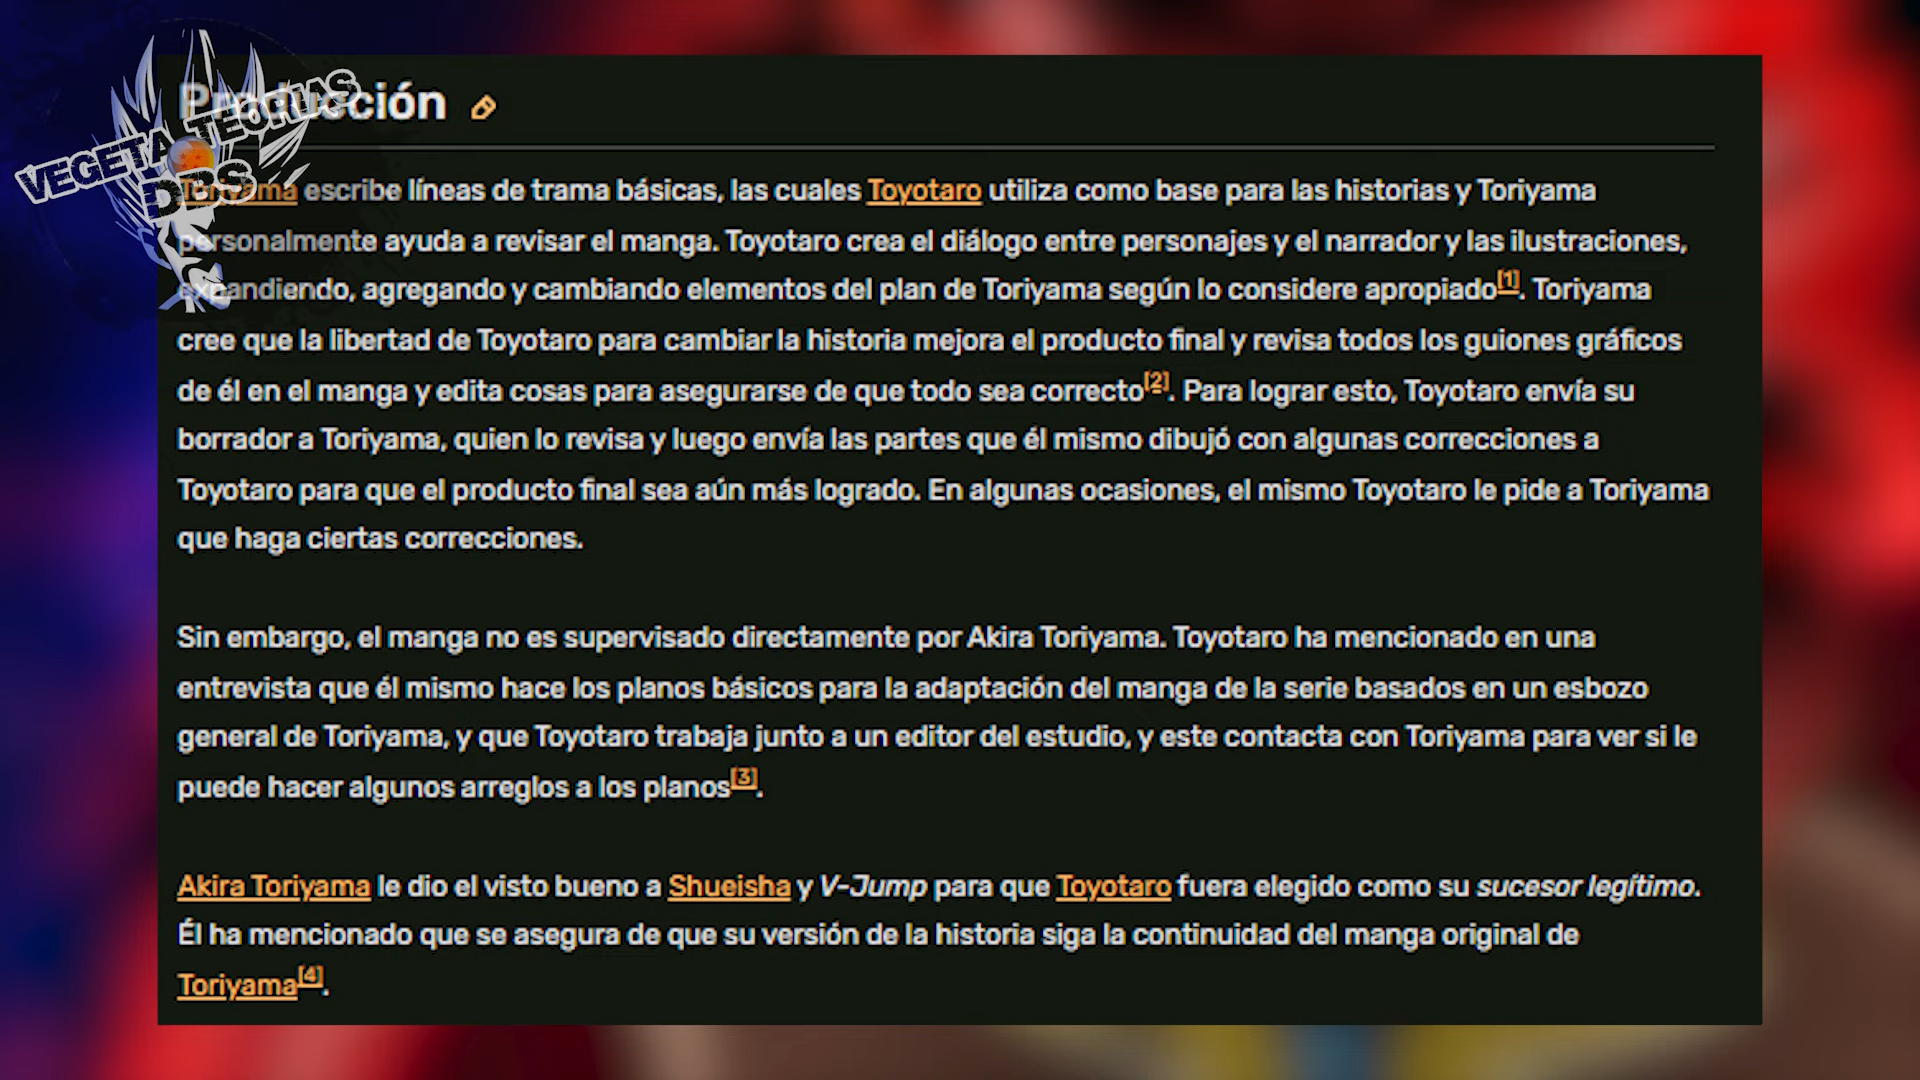 VEGETA TEORIAS
DBS
Producción
Toriyama escribe líneas de trama básicas, las cuales Toyotaro utiliza como base para las historias y Toriyama
personalmente ayuda a revisar el manga. Toyotaro crea el diálogo entre personajes y el narrador y las ilustraciones,
expandiendo, agregando y cambiando elementos del plan de Toriyama según lo considere apropiado[1]. Toriyama
cree que la libertad de Toyotaro para cambiar la historia mejora el producto final y revisa todos los guiones gráficos
de él en el manga y edita cosas para asegurarse de que todo sea correcto[2]. Para lograr esto, Toyotaro envía su
borrador a Toriyama, quien lo revisa y luego envía las partes que él mismo dibujó con algunas correcciones a
Toyotaro para que el producto final sea aún más logrado. En algunas ocasiones, el mismo Toyotaro le pide a Toriyama
que haga ciertas correcciones.
Sin embargo, el manga no es supervisado directamente por Akira Toriyama. Toyotaro ha mencionado en una
entrevista que él mismo hace los planos básicos para la adaptación del manga de la serie basados en un esbozo
general de Toriyama, y que Toyotaro trabaja junto a un editor del estudio, y este contacta con Toriyama para ver si le
puede hacer algunos arreglos a los planos[3].
Akira Toriyama le dio el visto bueno a Shueisha y V-Jump para que Toyotaro fuera elegido como su sucesor legítimo.
Él ha mencionado que se asegura de que su versión de la historia siga la continuidad del manga original de
Toriyama[4].